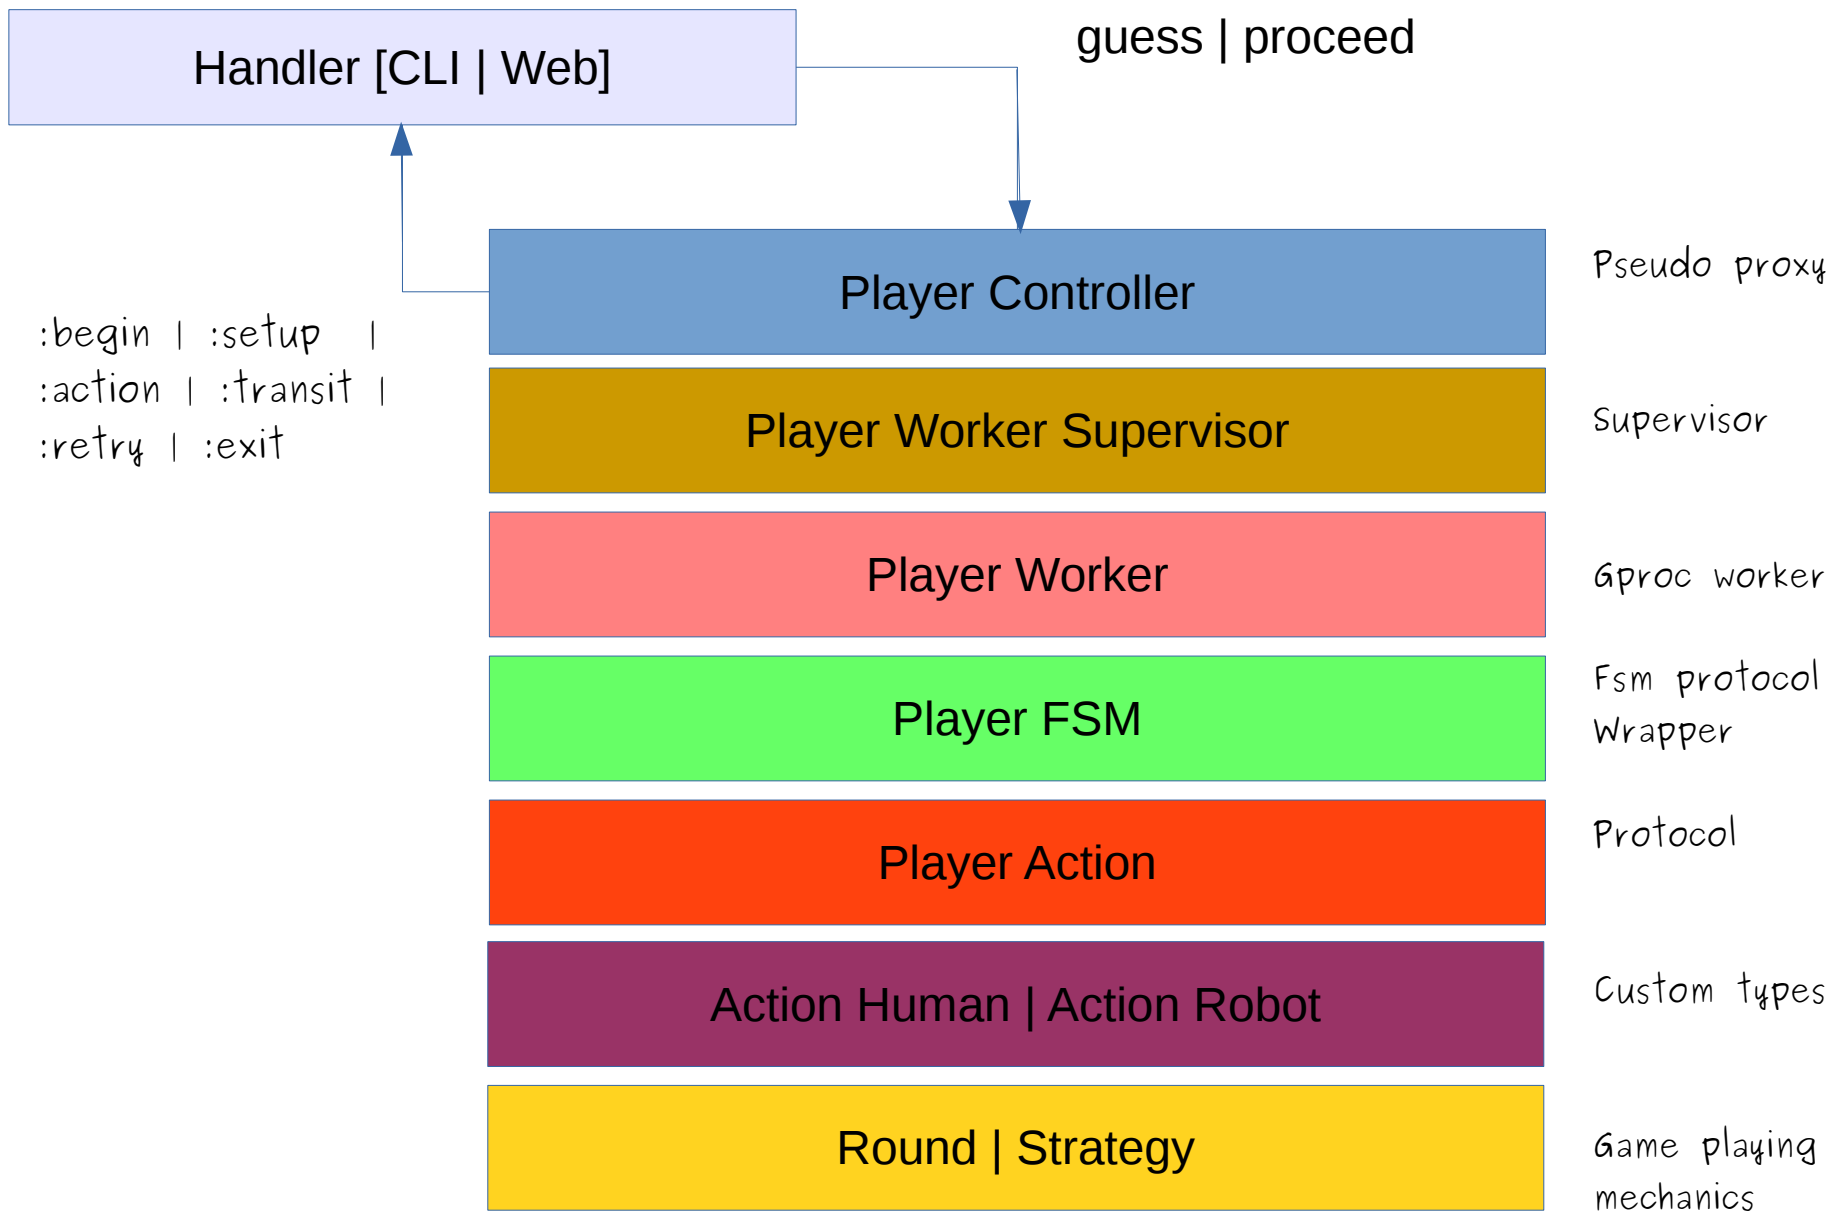 Handler [CLI | Web]
guess | proceed
Player Controller
Pseudo proxy
:begin | :setup |
:action | :transit |
:retry | :exit
Player Worker Supervisor
Supervisor
Player Worker
Gproc worker
Player FSM
Fsm protocol
Wrapper
Player Action
Protocol
Action Human | Action Robot
Custom types
Round | Strategy
Game playing
mechanics